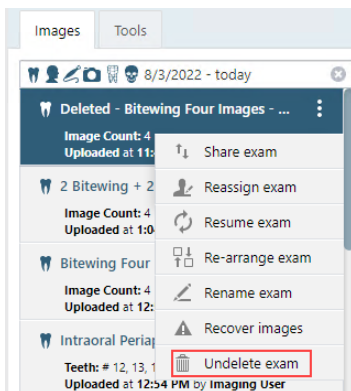 Images Tools
8/3/2022 - today
Deleted - Bitewing Four Images - ...
Image Count: 4
Uploaded at 11:
Share exam
2 Bitewing + 2
Reassign exam
Image Count: 4
Uploaded at 1:0
Resume exam
Bitewing Four
Re-arrange exam
Image Count: 4
Uploaded at 12:
Rename exam
Recover images
Intraoral Periap
Undelete exam
Teeth: # 12, 13, 1
Uploaded at 12:54 PM by Imaging User